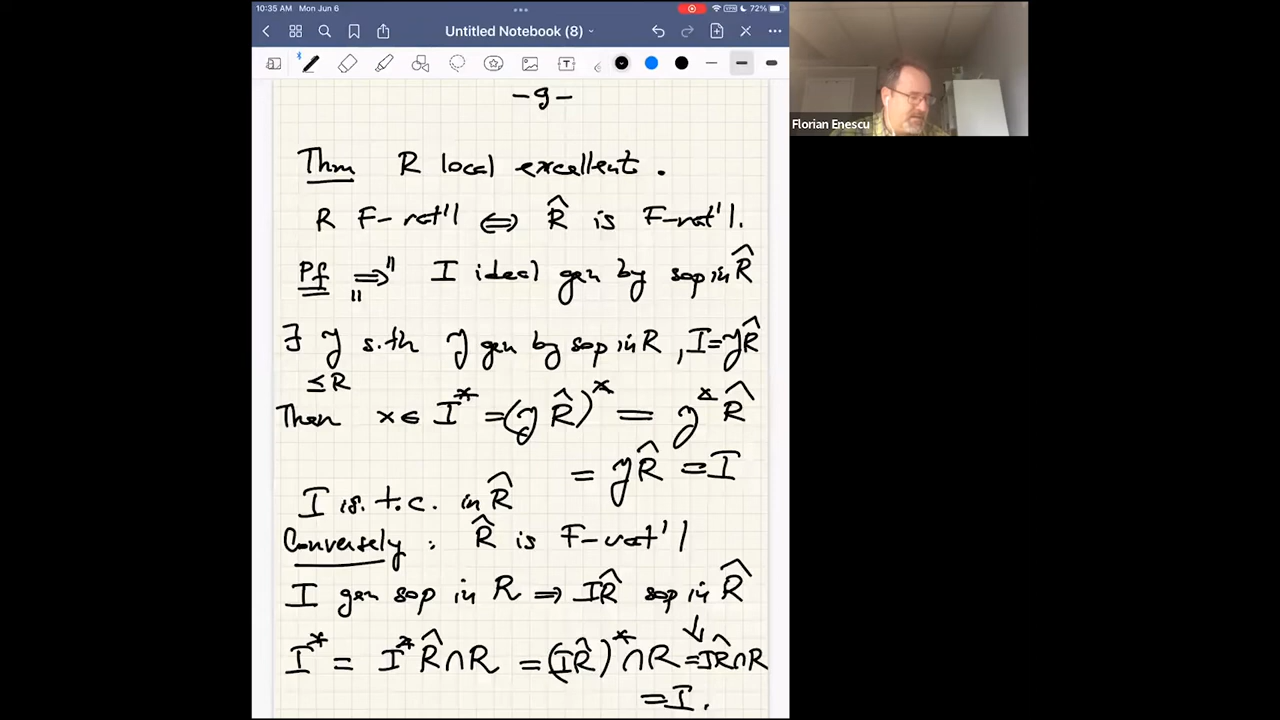 10:35 AM Mon Jun 6
72%
Untitled Notebook (8)
Florian Enescu
-9-
Thm R local excellent.
R F-rat'l ⟺ R̂ is F-rat'l.
Pf "⟹" I ideal gen by sop in R̂
∃ J s.th J gen by sop in R, I=JR̂
≤R
Then x∈ I* =(J R̂)* = J* R̂
= JR̂ = I
I is t.c. in R̂
Conversely: R̂ is F-rat'l
I gen sop in R ⇒ IR̂ sop in R̂
I* = I* R̂∩R = (IR̂)*∩R = IR̂∩R
= I.